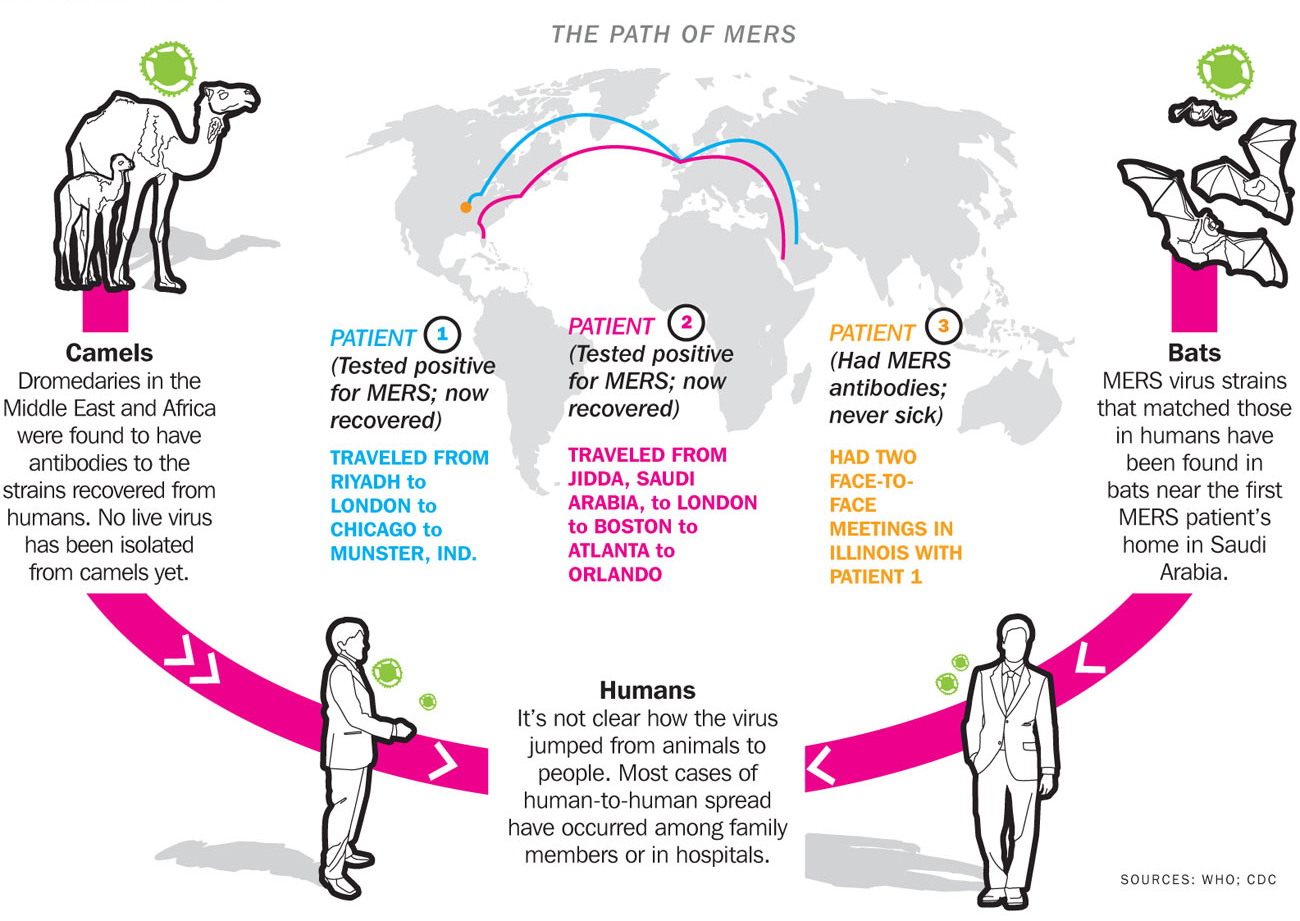 THE PATH OF MERS
Camels
Dromedaries in the
Middle East and Africa
were found to have
antibodies to the
strains recovered from
humans. No live virus
has been isolated
from camels yet.
PATIENT 1
(Tested positive
for MERS; now
recovered)
TRAVELED FROM
RIYADH to
LONDON to
CHICAGO to
MUNSTER, IND.
PATIENT 2
(Tested positive
for MERS; now
recovered)
TRAVELED FROM
JIDDA, SAUDI
ARABIA, to LONDON
to BOSTON to
ATLANTA to
ORLANDO
PATIENT 3
(Had MERS
antibodies;
never sick)
HAD TWO
FACE-TO-
FACE
MEETINGS IN
ILLINOIS WITH
PATIENT 1
Bats
MERS virus strains
that matched those
in humans have
been found in
bats near the first
MERS patient’s
home in Saudi
Arabia.
Humans
It’s not clear how the virus
jumped from animals to
people. Most cases of
human-to-human spread
have occurred among family
members or in hospitals.
SOURCES: WHO; CDC